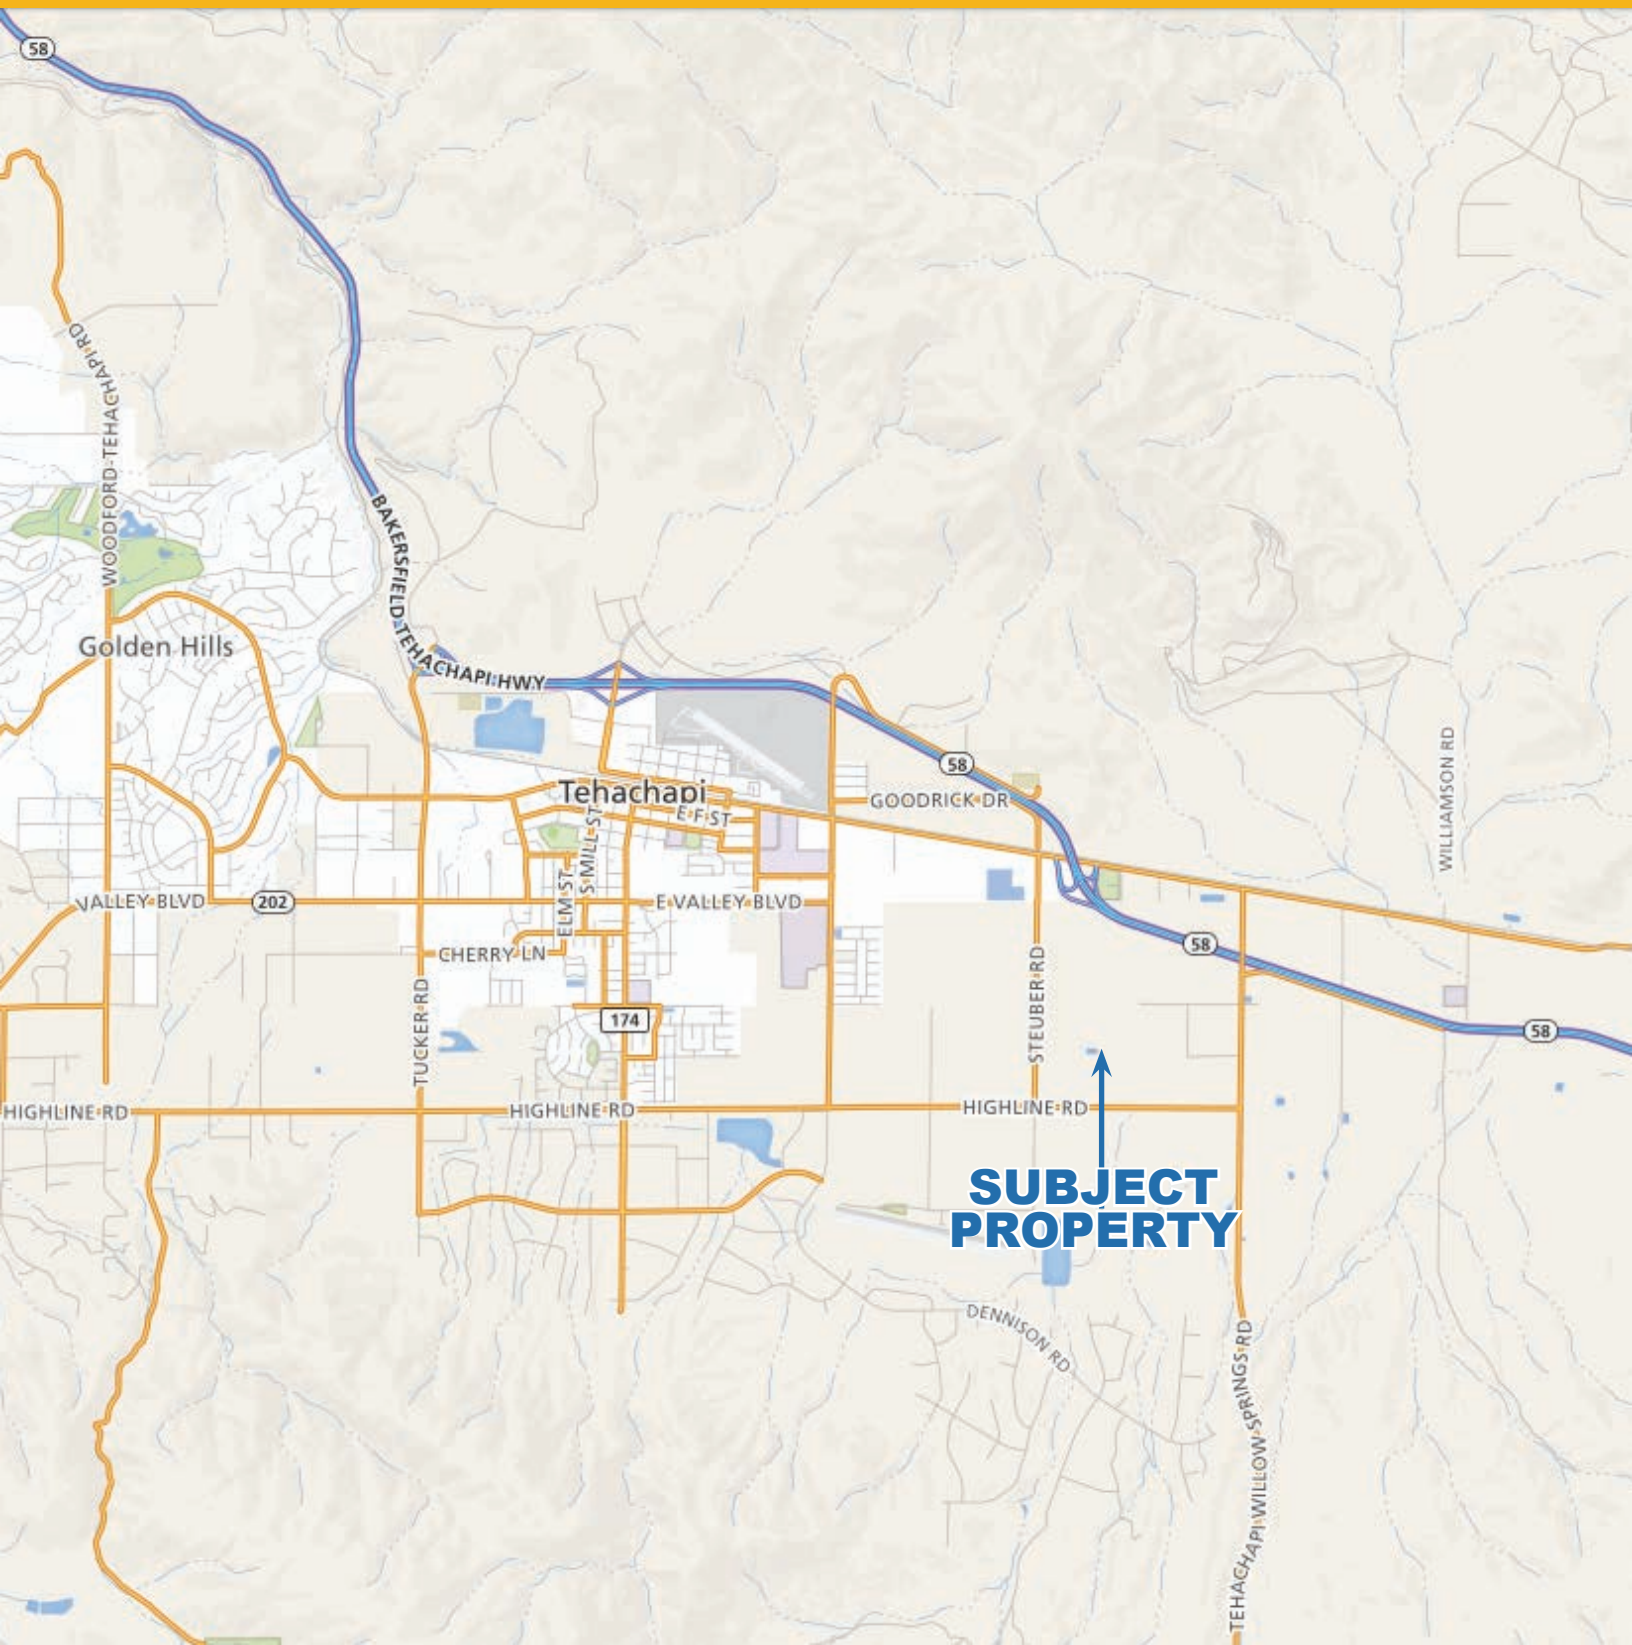 58
WOODFORD-TEHACHAPI RD
BAKERSFIELD TEHACHAPI HWY
Golden Hills
WILLIAMSON RD
58
Tehachapi
GOODRICK DR
E F ST
S MILL ST
ELM ST
VALLEY BLVD
202
E VALLEY BLVD
58
CHERRY LN
STEUBER RD
TUCKER RD
174
58
HIGHLINE RD
HIGHLINE RD
HIGHLINE RD
SUBJECT
PROPERTY
DENNISON RD
TEHACHAPI WILLOW SPRINGS RD